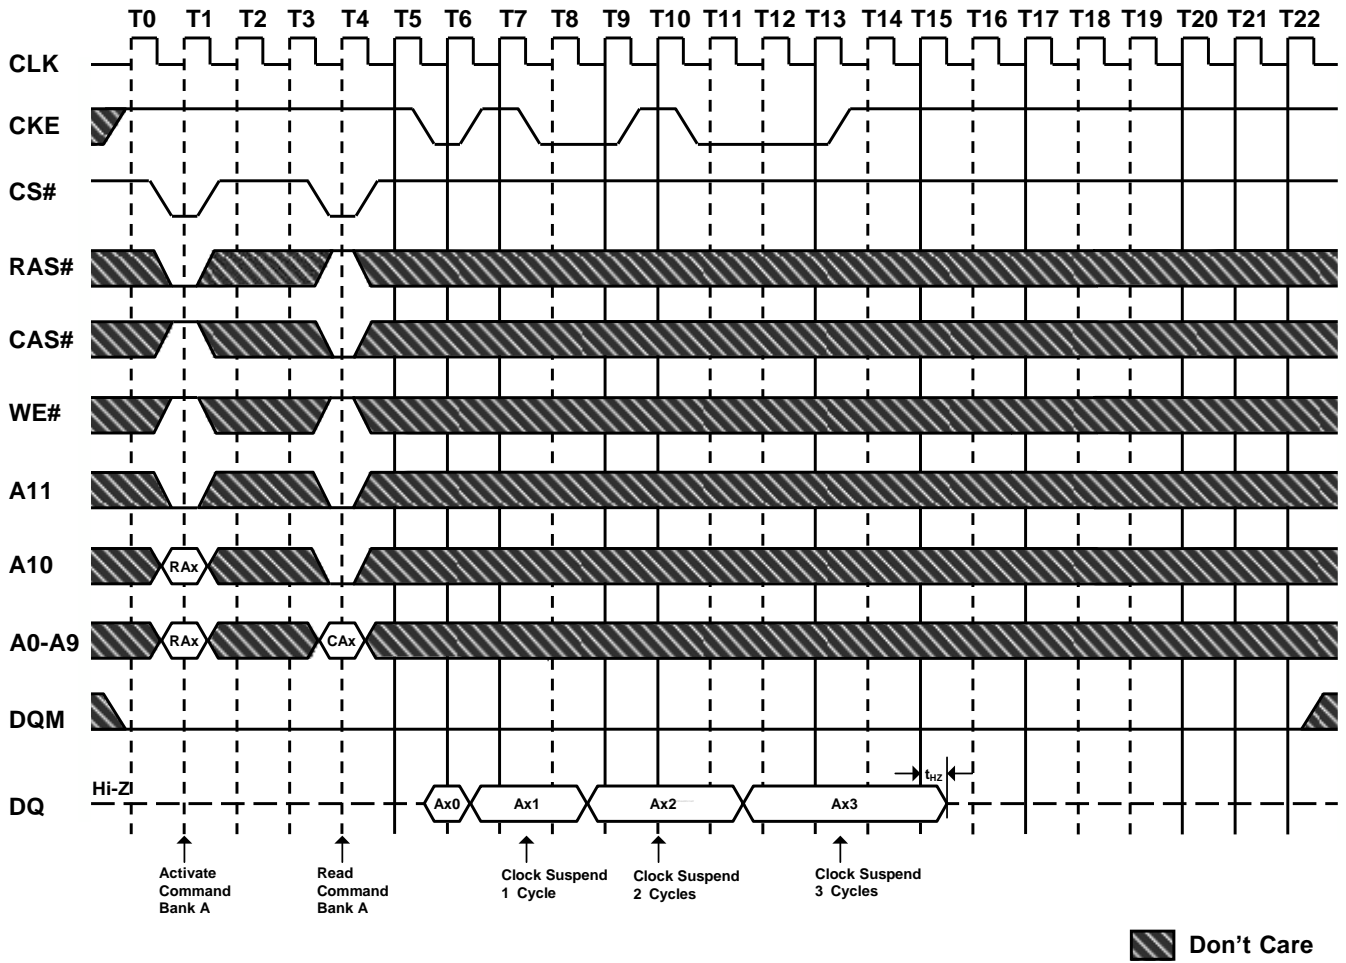 T0 T1 T2 T3 T4 T5 T6 T7 T8 T9 T10 T11 T12 T13 T14 T15 T16 T17 T18 T19 T20 T21 T22
CLK
CKE
CS#
RAS#
CAS#
WE#
A11
A10 RAx
A0-A9 RAx CAx
DQM
tHZ
Hi-Z
DQ Ax0 Ax1 Ax2 Ax3
Activate
Command
Bank A
Read
Command
Bank A
Clock Suspend
1 Cycle
Clock Suspend
2 Cycles
Clock Suspend
3 Cycles
Don't Care